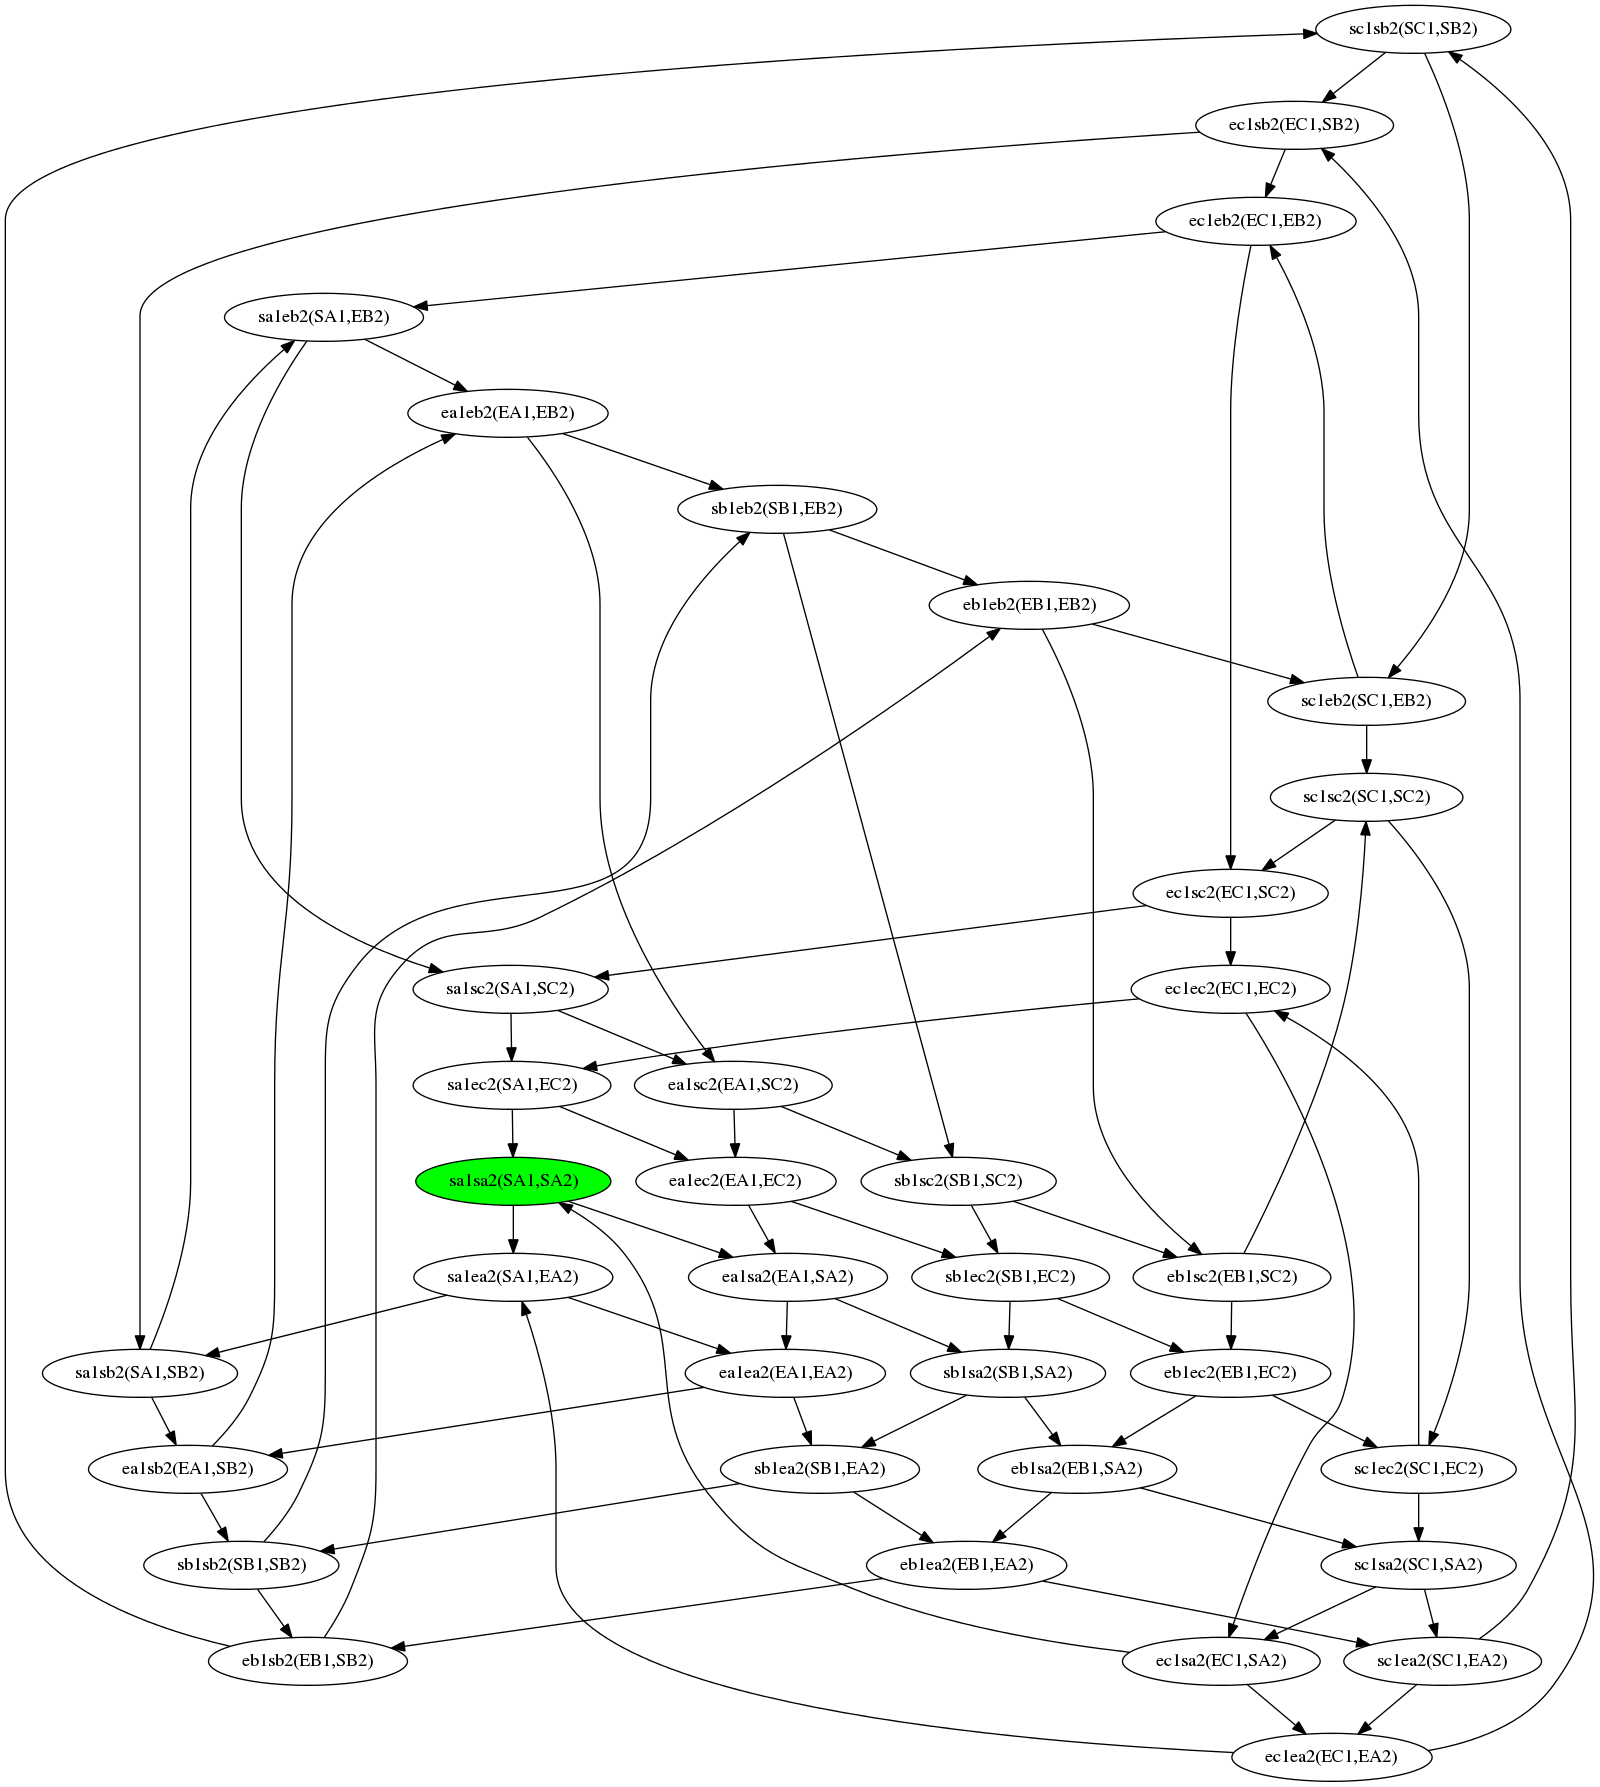 sc1sb2(SC1,SB2)
ec1sb2(EC1,SB2)
ec1eb2(EC1,EB2)
sa1eb2(SA1,EB2)
ea1eb2(EA1,EB2)
sb1eb2(SB1,EB2)
eb1eb2(EB1,EB2)
sc1eb2(SC1,EB2)
sc1sc2(SC1,SC2)
ec1sc2(EC1,SC2)
sa1sc2(SA1,SC2)
ec1ec2(EC1,EC2)
sa1ec2(SA1,EC2)
ea1sc2(EA1,SC2)
sa1sa2(SA1,SA2)
ea1ec2(EA1,EC2)
sb1sc2(SB1,SC2)
sa1ea2(SA1,EA2)
ea1sa2(EA1,SA2)
sb1ec2(SB1,EC2)
eb1sc2(EB1,SC2)
sa1sb2(SA1,SB2)
ea1ea2(EA1,EA2)
sb1sa2(SB1,SA2)
eb1ec2(EB1,EC2)
ea1sb2(EA1,SB2)
sb1ea2(SB1,EA2)
eb1sa2(EB1,SA2)
sc1ec2(SC1,EC2)
sb1sb2(SB1,SB2)
eb1ea2(EB1,EA2)
sc1sa2(SC1,SA2)
eb1sb2(EB1,SB2)
ec1sa2(EC1,SA2)
sc1ea2(SC1,EA2)
ec1ea2(EC1,EA2)